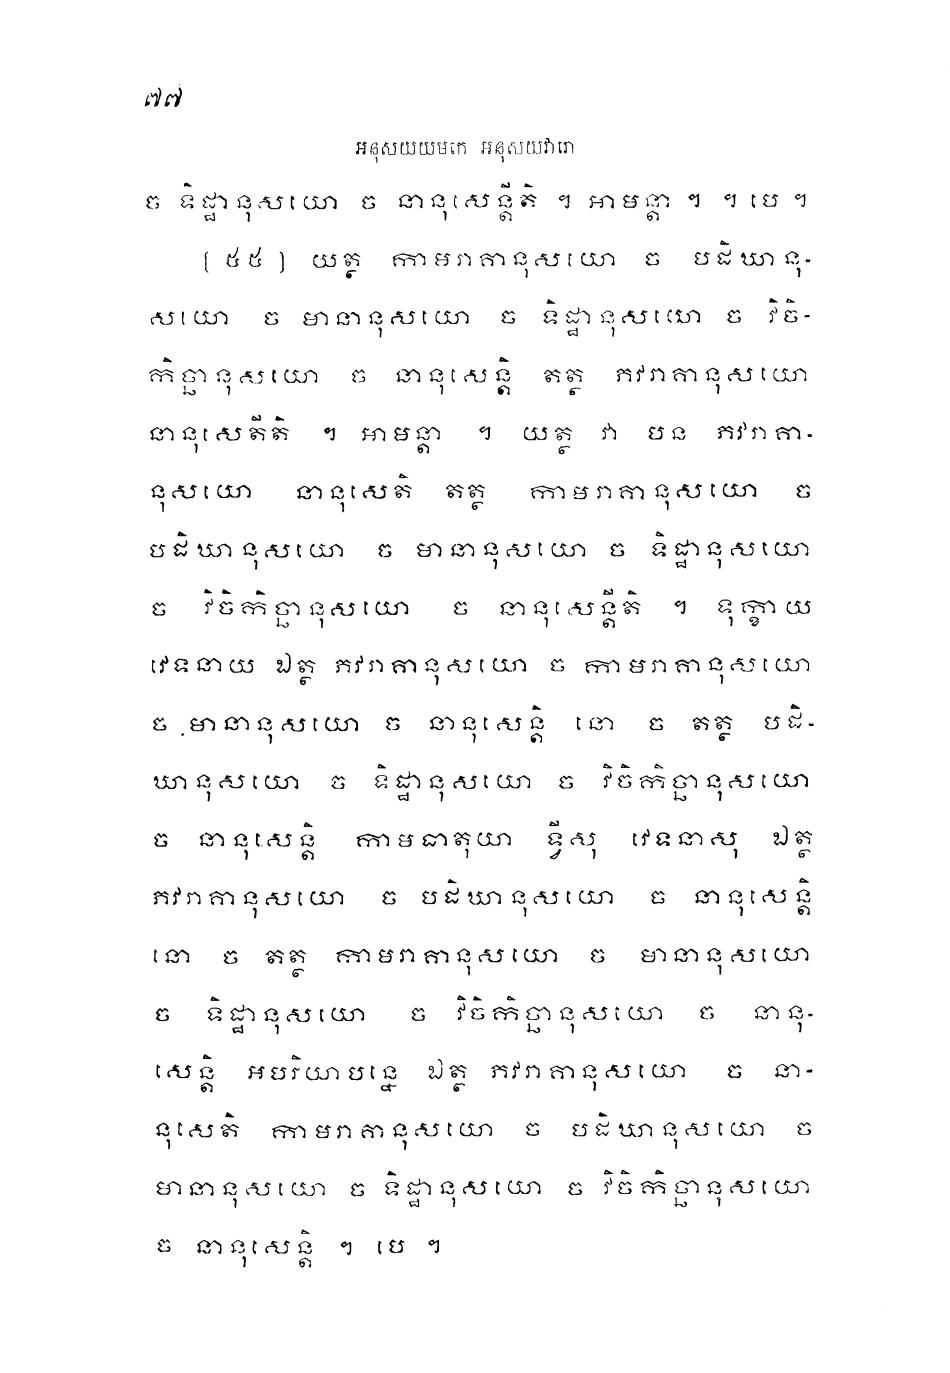 ៧៧
អនុសយយមកេ អនុសយវារោ
ច ទិដ្ឋានុសយោ ច នានុសេន្តីតិ ។ អាមន្តា ។ ។ បេ ។
(៥៥) យត្ថ កាមរាគានុសយោ ច បដិឃានុ-
សយោ ច មានានុសយោ ច ទិដ្ឋានុសយោ ច វិចិ-
កិច្ឆានុសយោ ច នានុសេន្តិ តត្ថ ភវរាគានុសយោ
នានុសេតីតិ ។ អាមន្តា ។ យត្ថ វា បន ភវរាគា-
នុសយោ នានុសេតិ តត្ថ កាមរាគានុសយោ ច
បដិឃានុសយោ ច មានានុសយោ ច ទិដ្ឋានុសយោ
ច វិចិកិច្ឆានុសយោ ច នានុសេន្តីតិ ។ ទុក្ខាយ
វេទនាយ ឯត្ថ ភវរាគានុសយោ ច កាមរាគានុសយោ
ច មានានុសយោ ច នានុសេន្តិ នោ ច តត្ថ បដិ-
ឃានុសយោ ច ទិដ្ឋានុសយោ ច វិចិកិច្ឆានុសយោ
ច នានុសេន្តិ កាមធាតុយា ទ្វីសុ វេទនាសុ ឯត្ថ
ភវរាគានុសយោ ច បដិឃានុសយោ ច នានុសេន្តិ
នោ ច តត្ថ កាមរាគានុសយោ ច មានានុសយោ
ច ទិដ្ឋានុសយោ ច វិចិកិច្ឆានុសយោ ច នានុ-
សេន្តិ អបរិយាបន្នេ ឯត្ថ ភវរាគានុសយោ ច នា-
នុសេតិ កាមរាគានុសយោ ច បដិឃានុសយោ ច
មានានុសយោ ច ទិដ្ឋានុសយោ ច វិចិកិច្ឆានុសយោ
ច នានុសេន្តិ ។ បេ ។